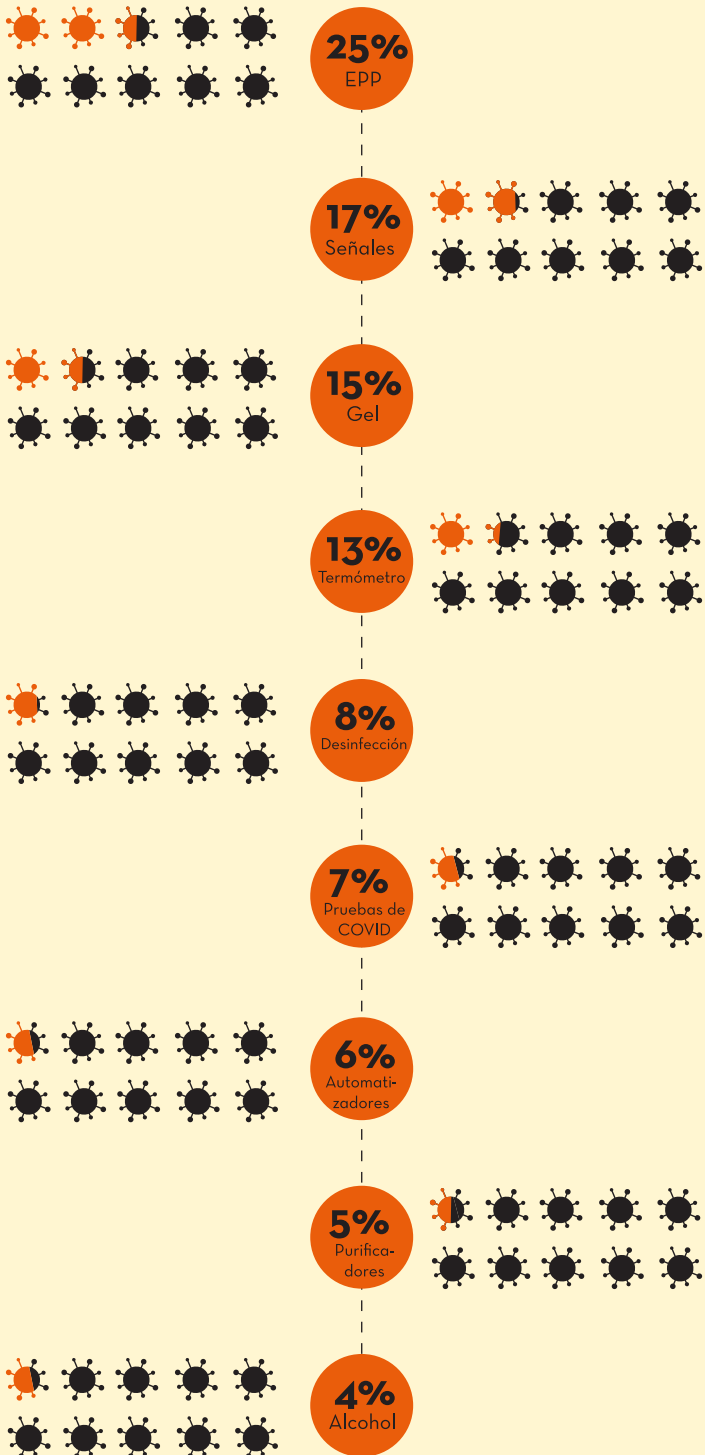 25%
EPP
17%
Señales
15%
Gel
13%
Termómetro
8%
Desinfección
7%
Pruebas de
COVID
6%
Automati-
zadores
5%
Purifica-
dores
4%
Alcohol